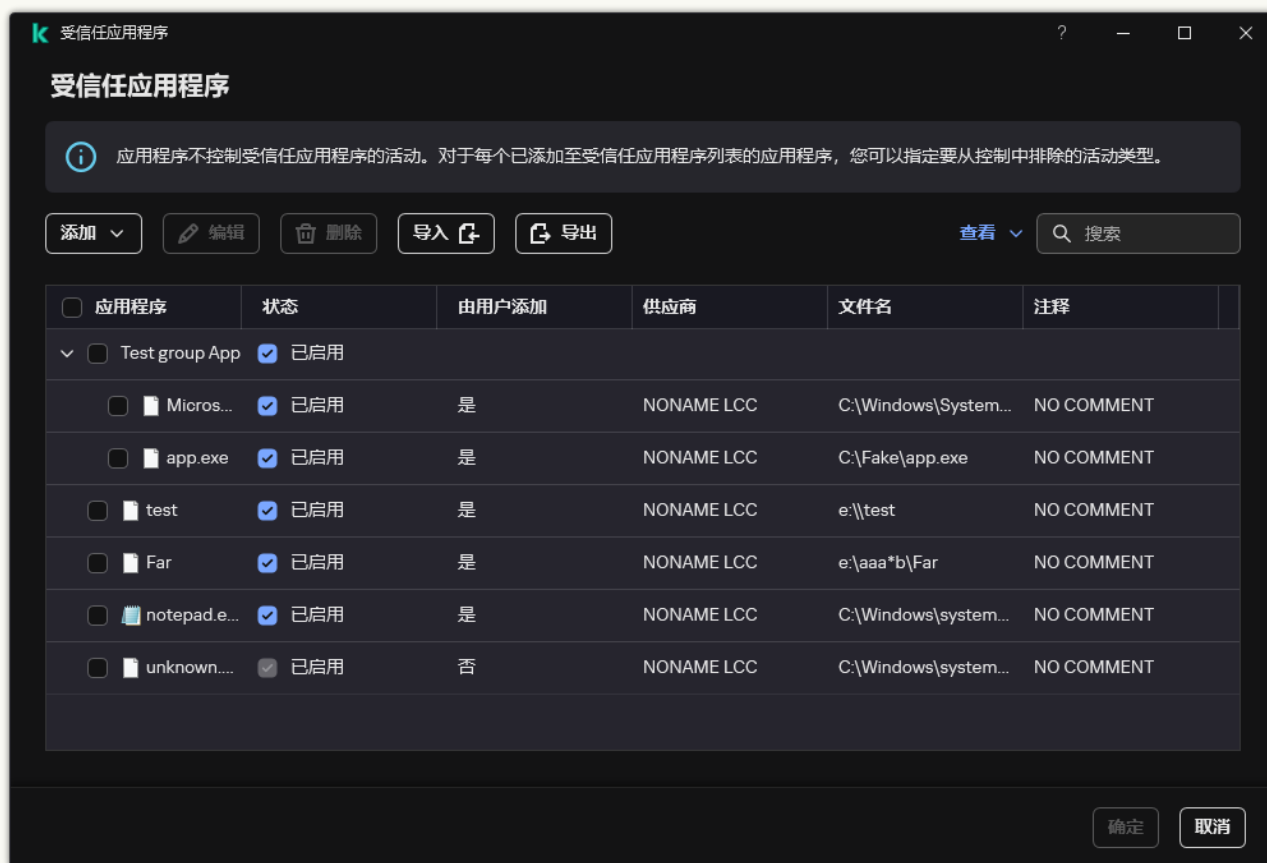 受信任应用程序
受信任应用程序
应用程序不控制受信任应用程序的活动。对于每个已添加至受信任应用程序列表的应用程序，您可以指定要从控制中排除的活动类型。
添加 编辑 删除 导入 导出 查看 搜索
应用程序 状态 由用户添加 供应商 文件名 注释
Test group App 已启用
Micros... 已启用 是 NONAME LCC C:\Windows\System... NO COMMENT
app.exe 已启用 是 NONAME LCC C:\Fake\app.exe NO COMMENT
test 已启用 是 NONAME LCC e:\\test NO COMMENT
Far 已启用 是 NONAME LCC e:\aaa*b\Far NO COMMENT
notepad.e... 已启用 是 NONAME LCC C:\Windows\system... NO COMMENT
unknown.... 已启用 否 NONAME LCC C:\Windows\system... NO COMMENT
确定 取消